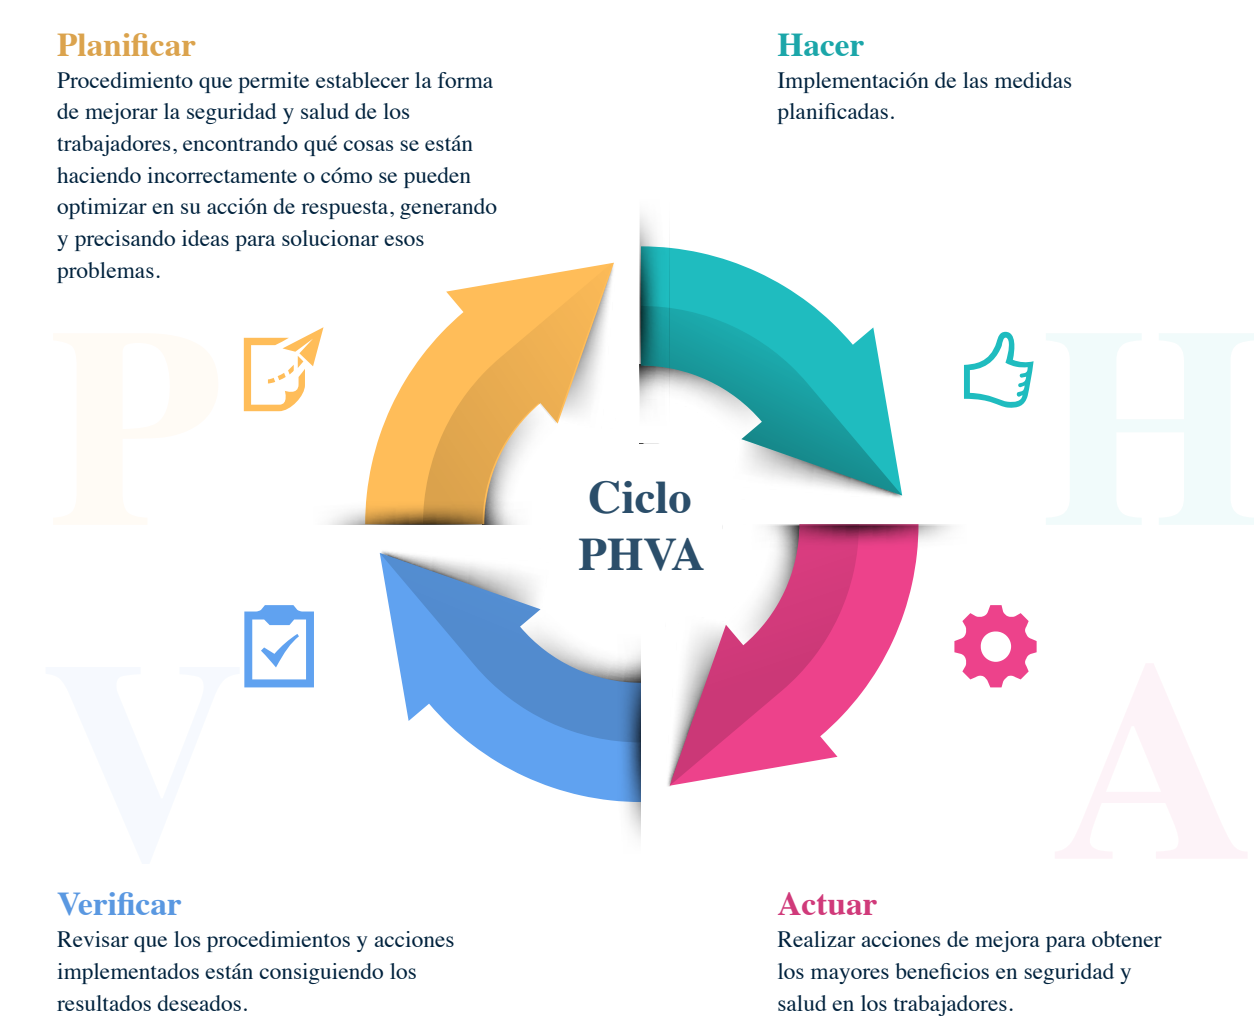 Planificar
Procedimiento que permite establecer la forma
de mejorar la seguridad y salud de los
trabajadores, encontrando qué cosas se están
haciendo incorrectamente o cómo se pueden
optimizar en su acción de respuesta, generando
y precisando ideas para solucionar esos
problemas.
Hacer
Implementación de las medidas
planificadas.
P
H
Ciclo
PHVA
V
A
Verificar
Revisar que los procedimientos y acciones
implementados están consiguiendo los
resultados deseados.
Actuar
Realizar acciones de mejora para obtener
los mayores beneficios en seguridad y
salud en los trabajadores.